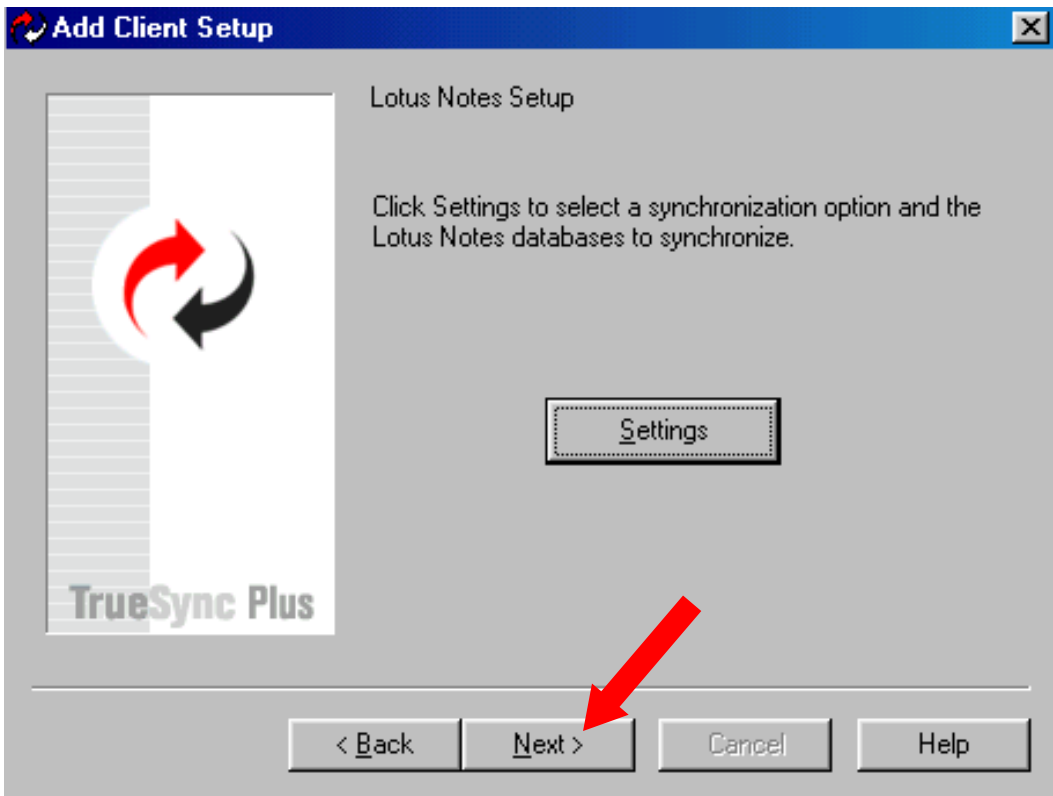 Add Client Setup
Lotus Notes Setup
Click Settings to select a synchronization option and the
Lotus Notes databases to synchronize.
Settings
TrueSync Plus
< Back
Next >
Cancel
Help